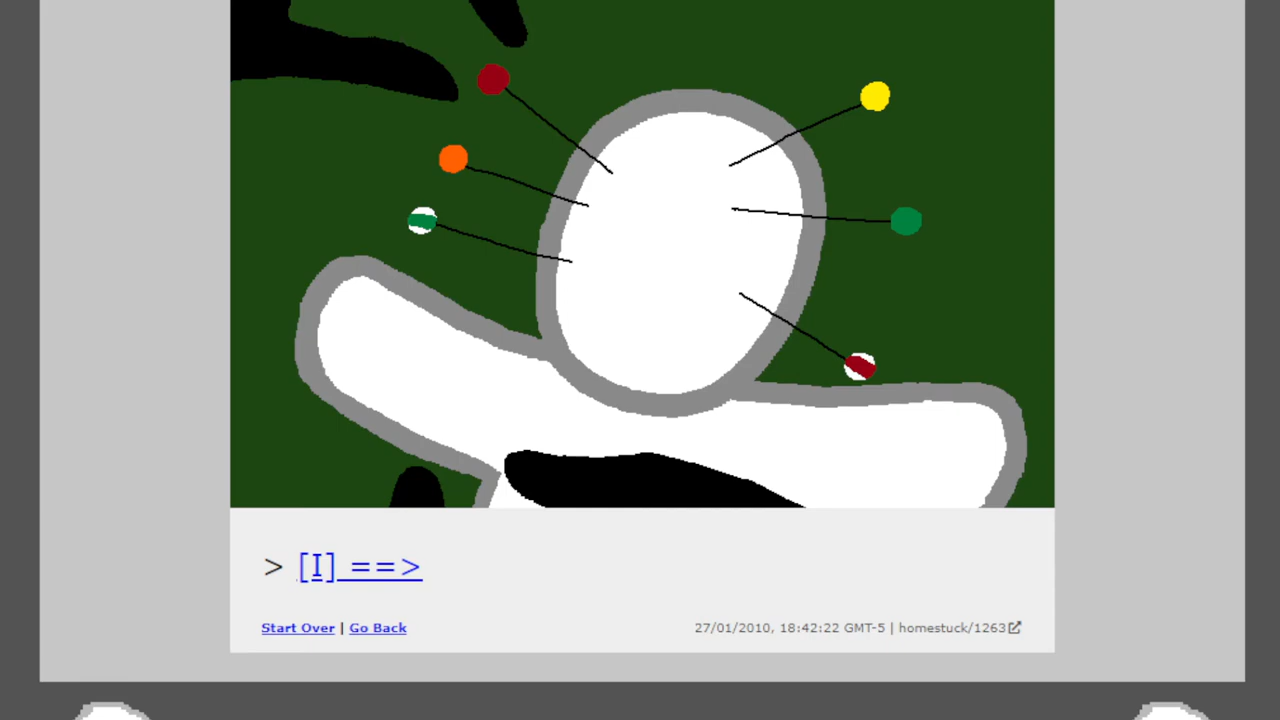 > [I] ==>
Start Over | Go Back
27/01/2010, 18:42:22 GMT-5 | homestuck/1263